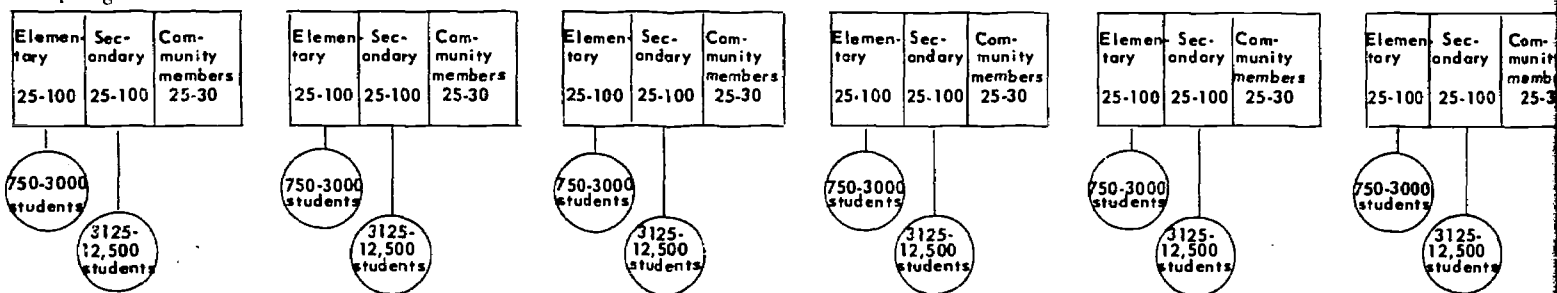 Elemen-
tary
25-100
Sec-
ondary
25-100
Com-
munity
members
25-30
750-3000
students
3125-
12,500
students
Elemen-
tary
25-100
Sec-
ondary
25-100
Com-
munity
members
25-30
750-3000
students
3125-
12,500
students
Elemen-
tary
25-100
Sec-
ondary
25-100
Com-
munity
members
25-30
750-3000
students
3125-
12,500
students
Elemen-
tary
25-100
Sec-
ondary
25-100
Com-
munity
members
25-30
750-3000
students
3125-
12,500
students
Elemen-
tary
25-100
Sec-
ondary
25-100
Com-
munity
members
25-30
750-3000
students
3125-
12,500
students
Elemen-
tary
25-100
Sec-
ondary
25-100
Com-
munit
memb
25-3
750-3000
students
3125-
12,500
students